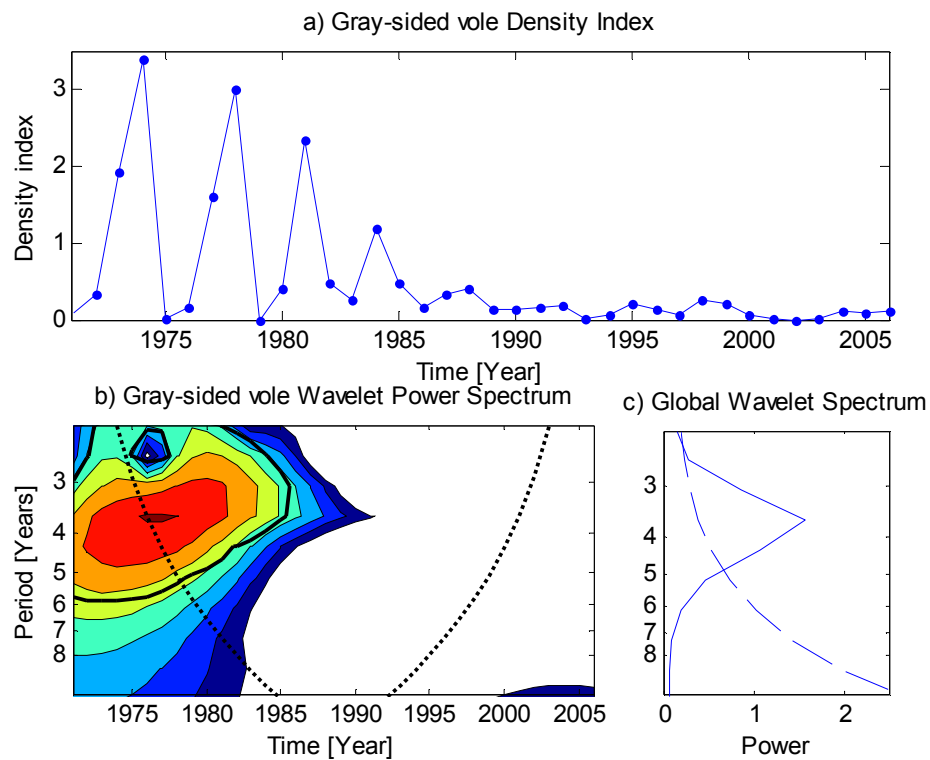 a) Gray-sided vole Density Index
Density index
3
2
1
0
1975 1980 1985 1990 1995 2000 2005
Time [Year]
b) Gray-sided vole Wavelet Power Spectrum
Period [Years]
3
4
5
6
7
8
1975 1980 1985 1990 1995 2000 2005
Time [Year]
c) Global Wavelet Spectrum
3
4
5
6
7
8
0 1 2
Power